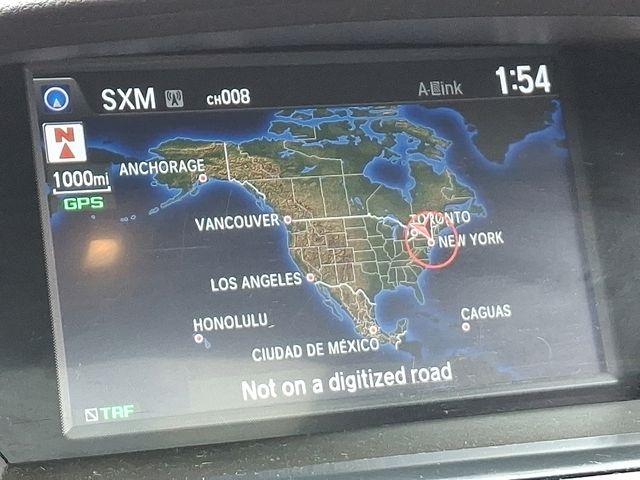 SXM CH008 A-Link 1:54
N
1000mi
GPS
ANCHORAGE
TORONTO
VANCOUVER
NEW YORK
LOS ANGELES
HONOLULU
CAGUAS
CIUDAD DE MÉXICO
Not on a digitized road
TRF